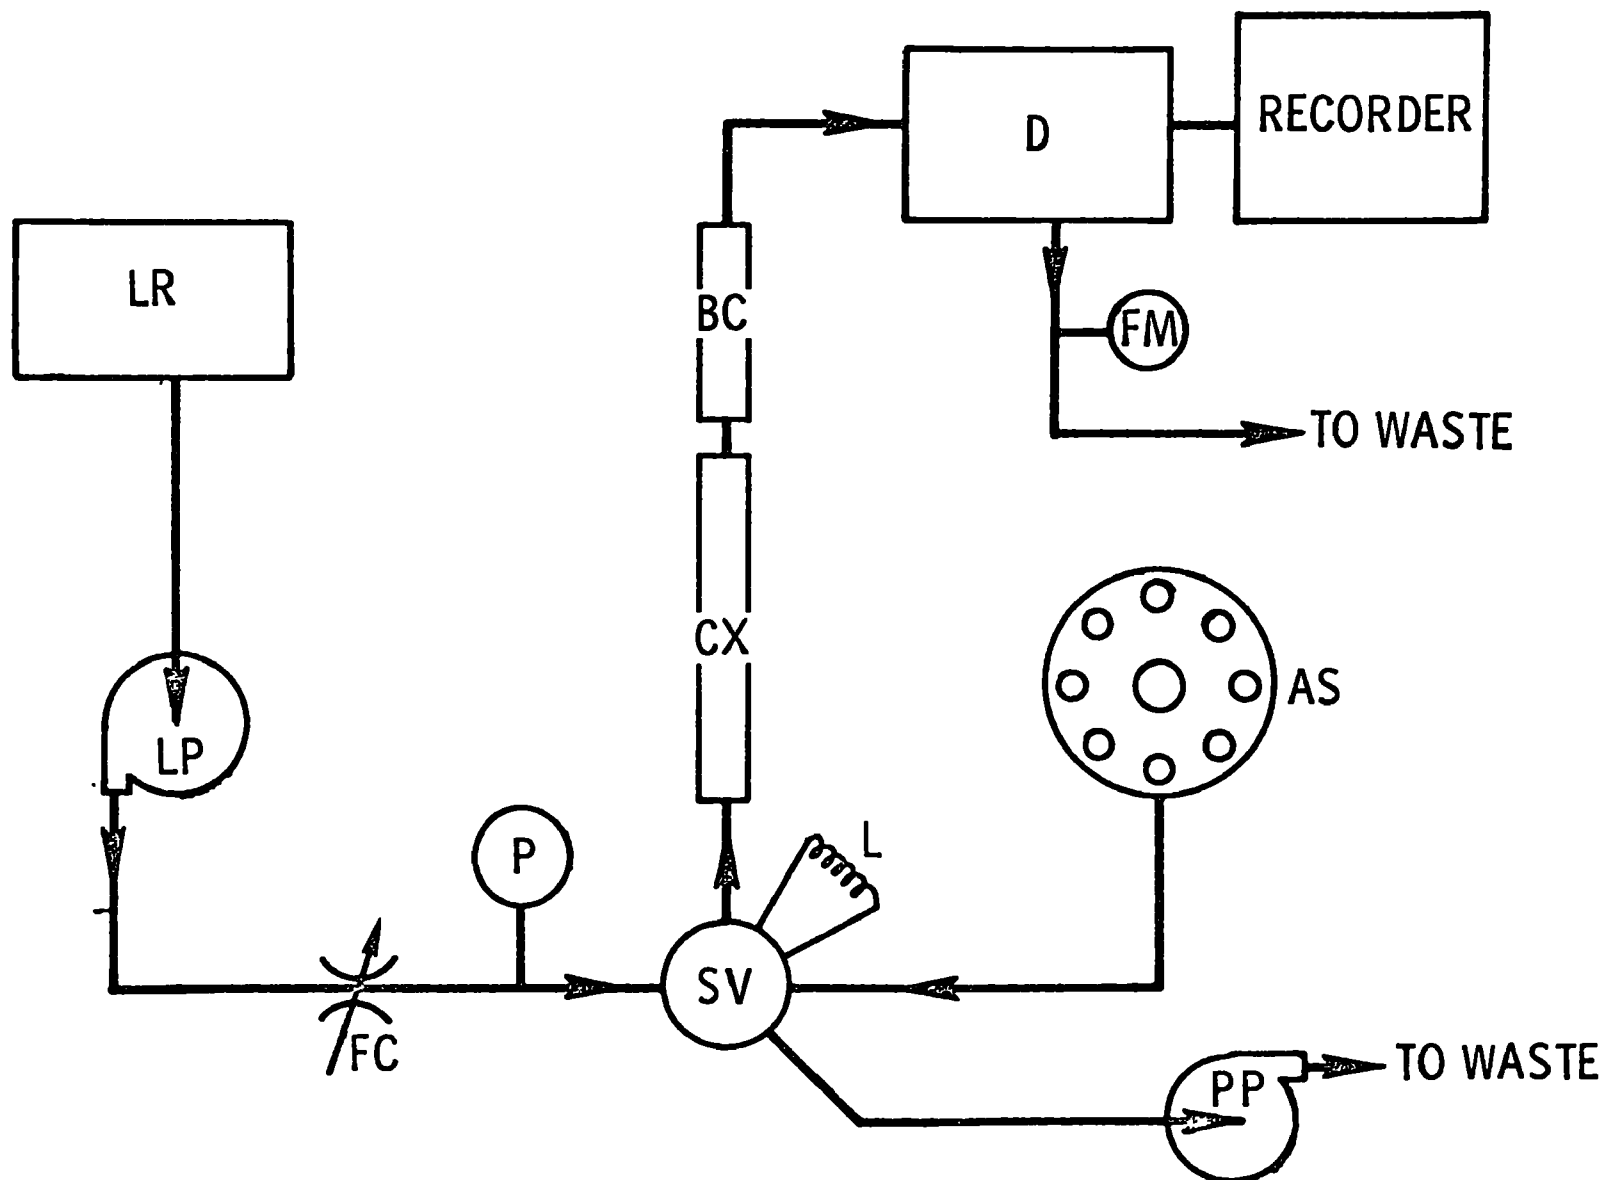 RECORDER
D
LR
BC
FM
TO WASTE
CX
AS
LP
L
P
SV
FC
PP
TO WASTE